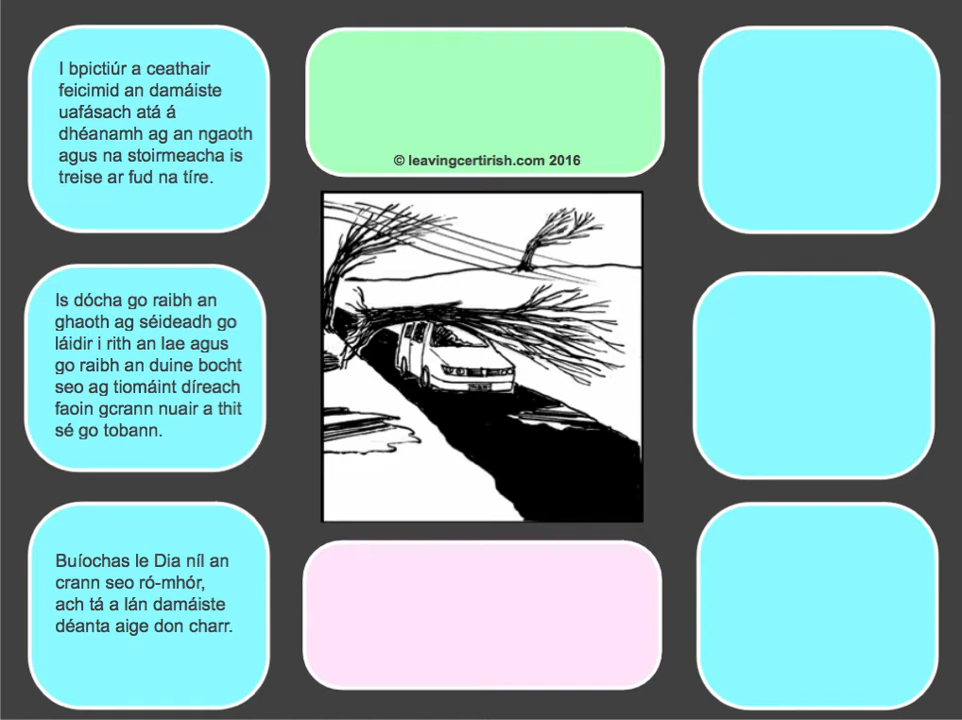 I bpictiúr a ceathair
feicimid an damáiste
uafásach atá á
dhéanamh ag an ngaoth
agus na stoirmeacha is
treise ar fud na tíre.
© leavingcertirish.com 2016
Is dócha go raibh an
ghaoth ag séideadh go
láidir i rith an lae agus
go raibh an duine bocht
seo ag tiomáint díreach
faoin gcrann nuair a thit
sé go tobann.
Buíochas le Dia níl an
crann seo ró-mhór,
ach tá a lán damáiste
déanta aige don charr.